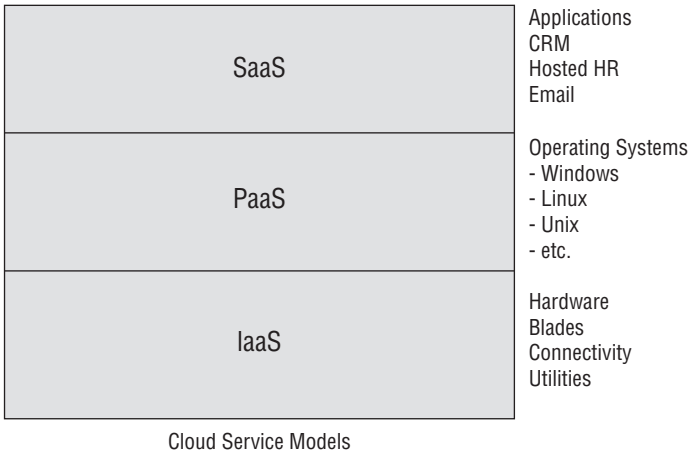 SaaS
Applications
CRM
Hosted HR
Email
PaaS
Operating Systems
- Windows
- Linux
- Unix
- etc.
IaaS
Hardware
Blades
Connectivity
Utilities
Cloud Service Models